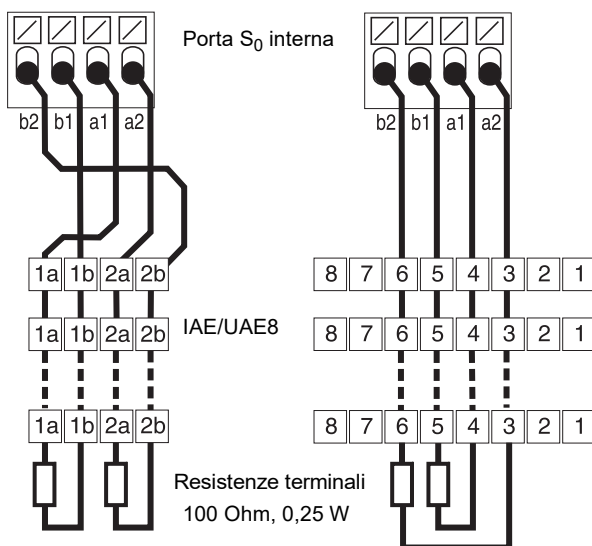 Porta S0 interna
b2 b1 a1 a2
b2 b1 a1 a2
1a 1b 2a 2b
8 7 6 5 4 3 2 1
1a 1b 2a 2b
IAE/UAE8
8 7 6 5 4 3 2 1
1a 1b 2a 2b
8 7 6 5 4 3 2 1
Resistenze terminali
100 Ohm, 0,25 W